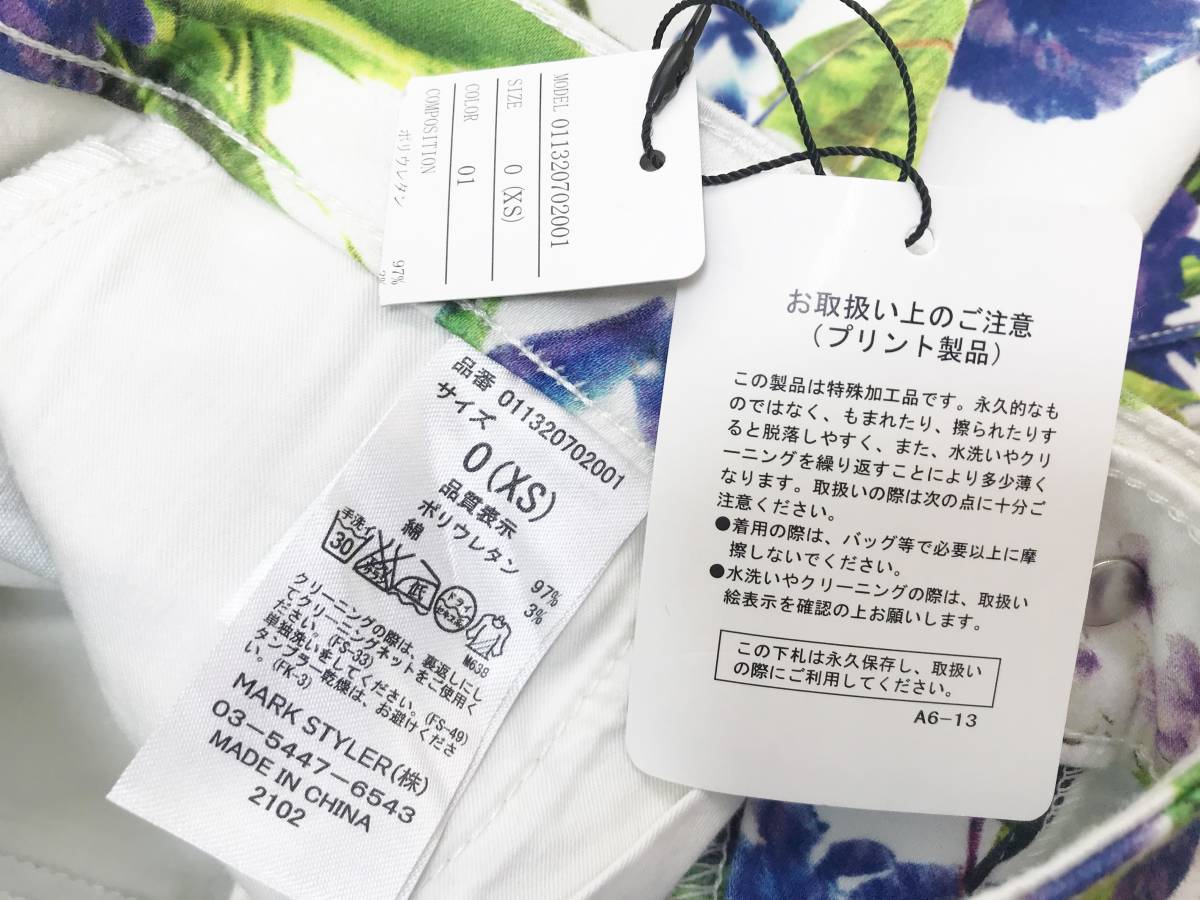 MODEL 011320702001
SIZE 0 (XS)
COLOR 01
COMPOSITION
ポリウレタン 97%
品番 011320702001
サイズ
0(XS)
品質表示
綿 97%
ポリウレタン 3%
手洗イ
30
低
ドライ
M638
クリーニングの際は、裏返しにし
てクリーニングネットをご使用く
ださい。(FS-33)
単独洗いをしてください。(FS-49)
タンブラー乾燥は、お避けくださ
い。(FK-3)
MARK STYLER(株)
03-5447-6543
MADE IN CHINA
2102
お取扱い上のご注意
(プリント製品)
この製品は特殊加工品です。永久的なも
のではなく、もまれたり、擦られたりす
ると脱落しやすく、また、水洗いやクリ
ーニングを繰り返すことにより多少薄く
なります。取扱いの際は次の点に十分ご
注意ください。
●着用の際は、バッグ等で必要以上に摩
擦しないでください。
●水洗いやクリーニングの際は、取扱い
絵表示を確認の上お願いします。
この下札は永久保存し、取扱い
の際にご利用してください。
A6-13